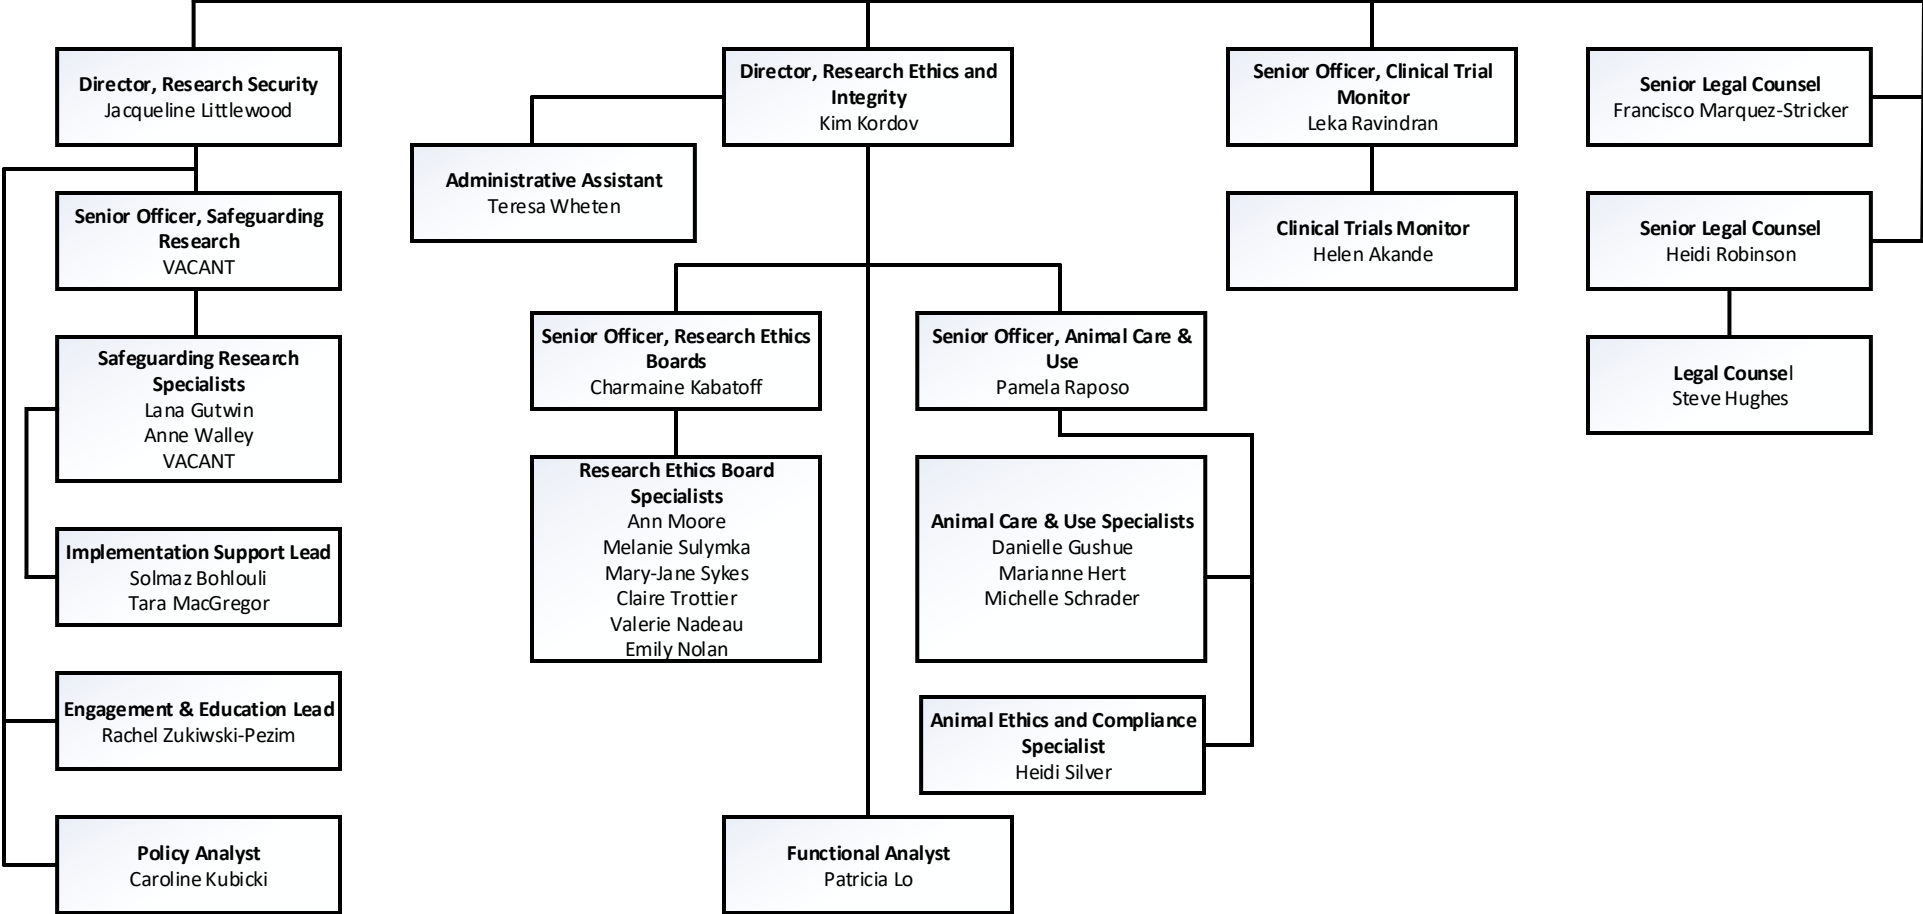 Director, Research Security
Jacqueline Littlewood
Senior Officer, Safeguarding
Research
VACANT
Safeguarding Research
Specialists
Lana Gutwin
Anne Walley
VACANT
Implementation Support Lead
Solmaz Bohlouli
Tara MacGregor
Engagement & Education Lead
Rachel Zukiwski-Pezim
Policy Analyst
Caroline Kubicki
Director, Research Ethics and
Integrity
Kim Kordov
Administrative Assistant
Teresa Wheten
Senior Officer, Research Ethics
Boards
Charmaine Kabatoff
Research Ethics Board
Specialists
Ann Moore
Melanie Sulymka
Mary-Jane Sykes
Claire Trottier
Valerie Nadeau
Emily Nolan
Senior Officer, Animal Care &
Use
Pamela Raposo
Animal Care & Use Specialists
Danielle Gushue
Marianne Hert
Michelle Schrader
Animal Ethics and Compliance
Specialist
Heidi Silver
Functional Analyst
Patricia Lo
Senior Officer, Clinical Trial
Monitor
Leka Ravindran
Clinical Trials Monitor
Helen Akande
Senior Legal Counsel
Francisco Marquez-Stricker
Senior Legal Counsel
Heidi Robinson
Legal Counsel
Steve Hughes